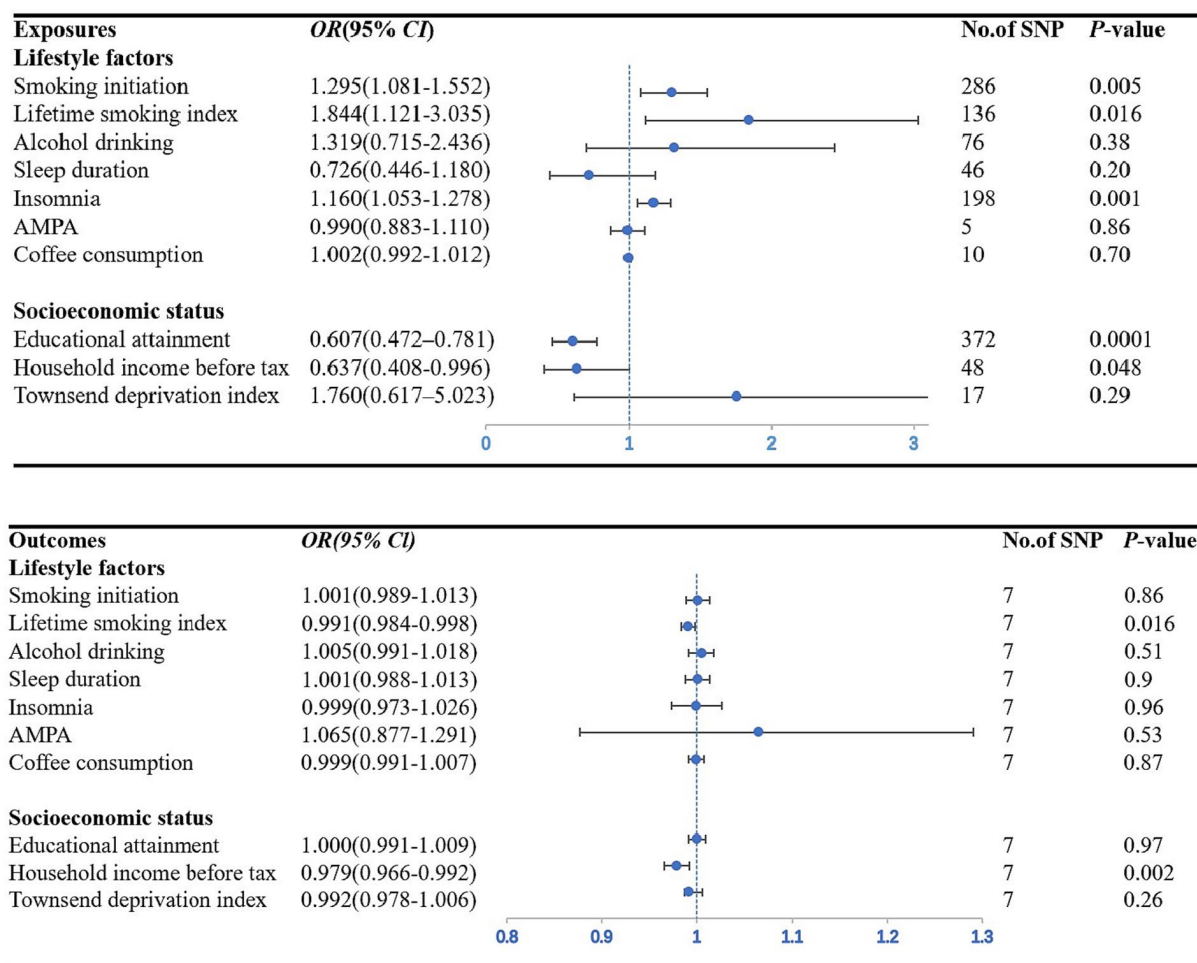 Exposures OR(95% CI) No.of SNP P-value
Lifestyle factors
Smoking initiation 1.295(1.081-1.552) 286 0.005
Lifetime smoking index 1.844(1.121-3.035) 136 0.016
Alcohol drinking 1.319(0.715-2.436) 76 0.38
Sleep duration 0.726(0.446-1.180) 46 0.20
Insomnia 1.160(1.053-1.278) 198 0.001
AMPA 0.990(0.883-1.110) 5 0.86
Coffee consumption 1.002(0.992-1.012) 10 0.70
Socioeconomic status
Educational attainment 0.607(0.472–0.781) 372 0.0001
Household income before tax 0.637(0.408-0.996) 48 0.048
Townsend deprivation index 1.760(0.617–5.023) 17 0.29
0 1 2 3
Outcomes OR(95% Cl) No.of SNP P-value
Lifestyle factors
Smoking initiation 1.001(0.989-1.013) 7 0.86
Lifetime smoking index 0.991(0.984-0.998) 7 0.016
Alcohol drinking 1.005(0.991-1.018) 7 0.51
Sleep duration 1.001(0.988-1.013) 7 0.9
Insomnia 0.999(0.973-1.026) 7 0.96
AMPA 1.065(0.877-1.291) 7 0.53
Coffee consumption 0.999(0.991-1.007) 7 0.87
Socioeconomic status
Educational attainment 1.000(0.991-1.009) 7 0.97
Household income before tax 0.979(0.966-0.992) 7 0.002
Townsend deprivation index 0.992(0.978-1.006) 7 0.26
0.8 0.9 1 1.1 1.2 1.3